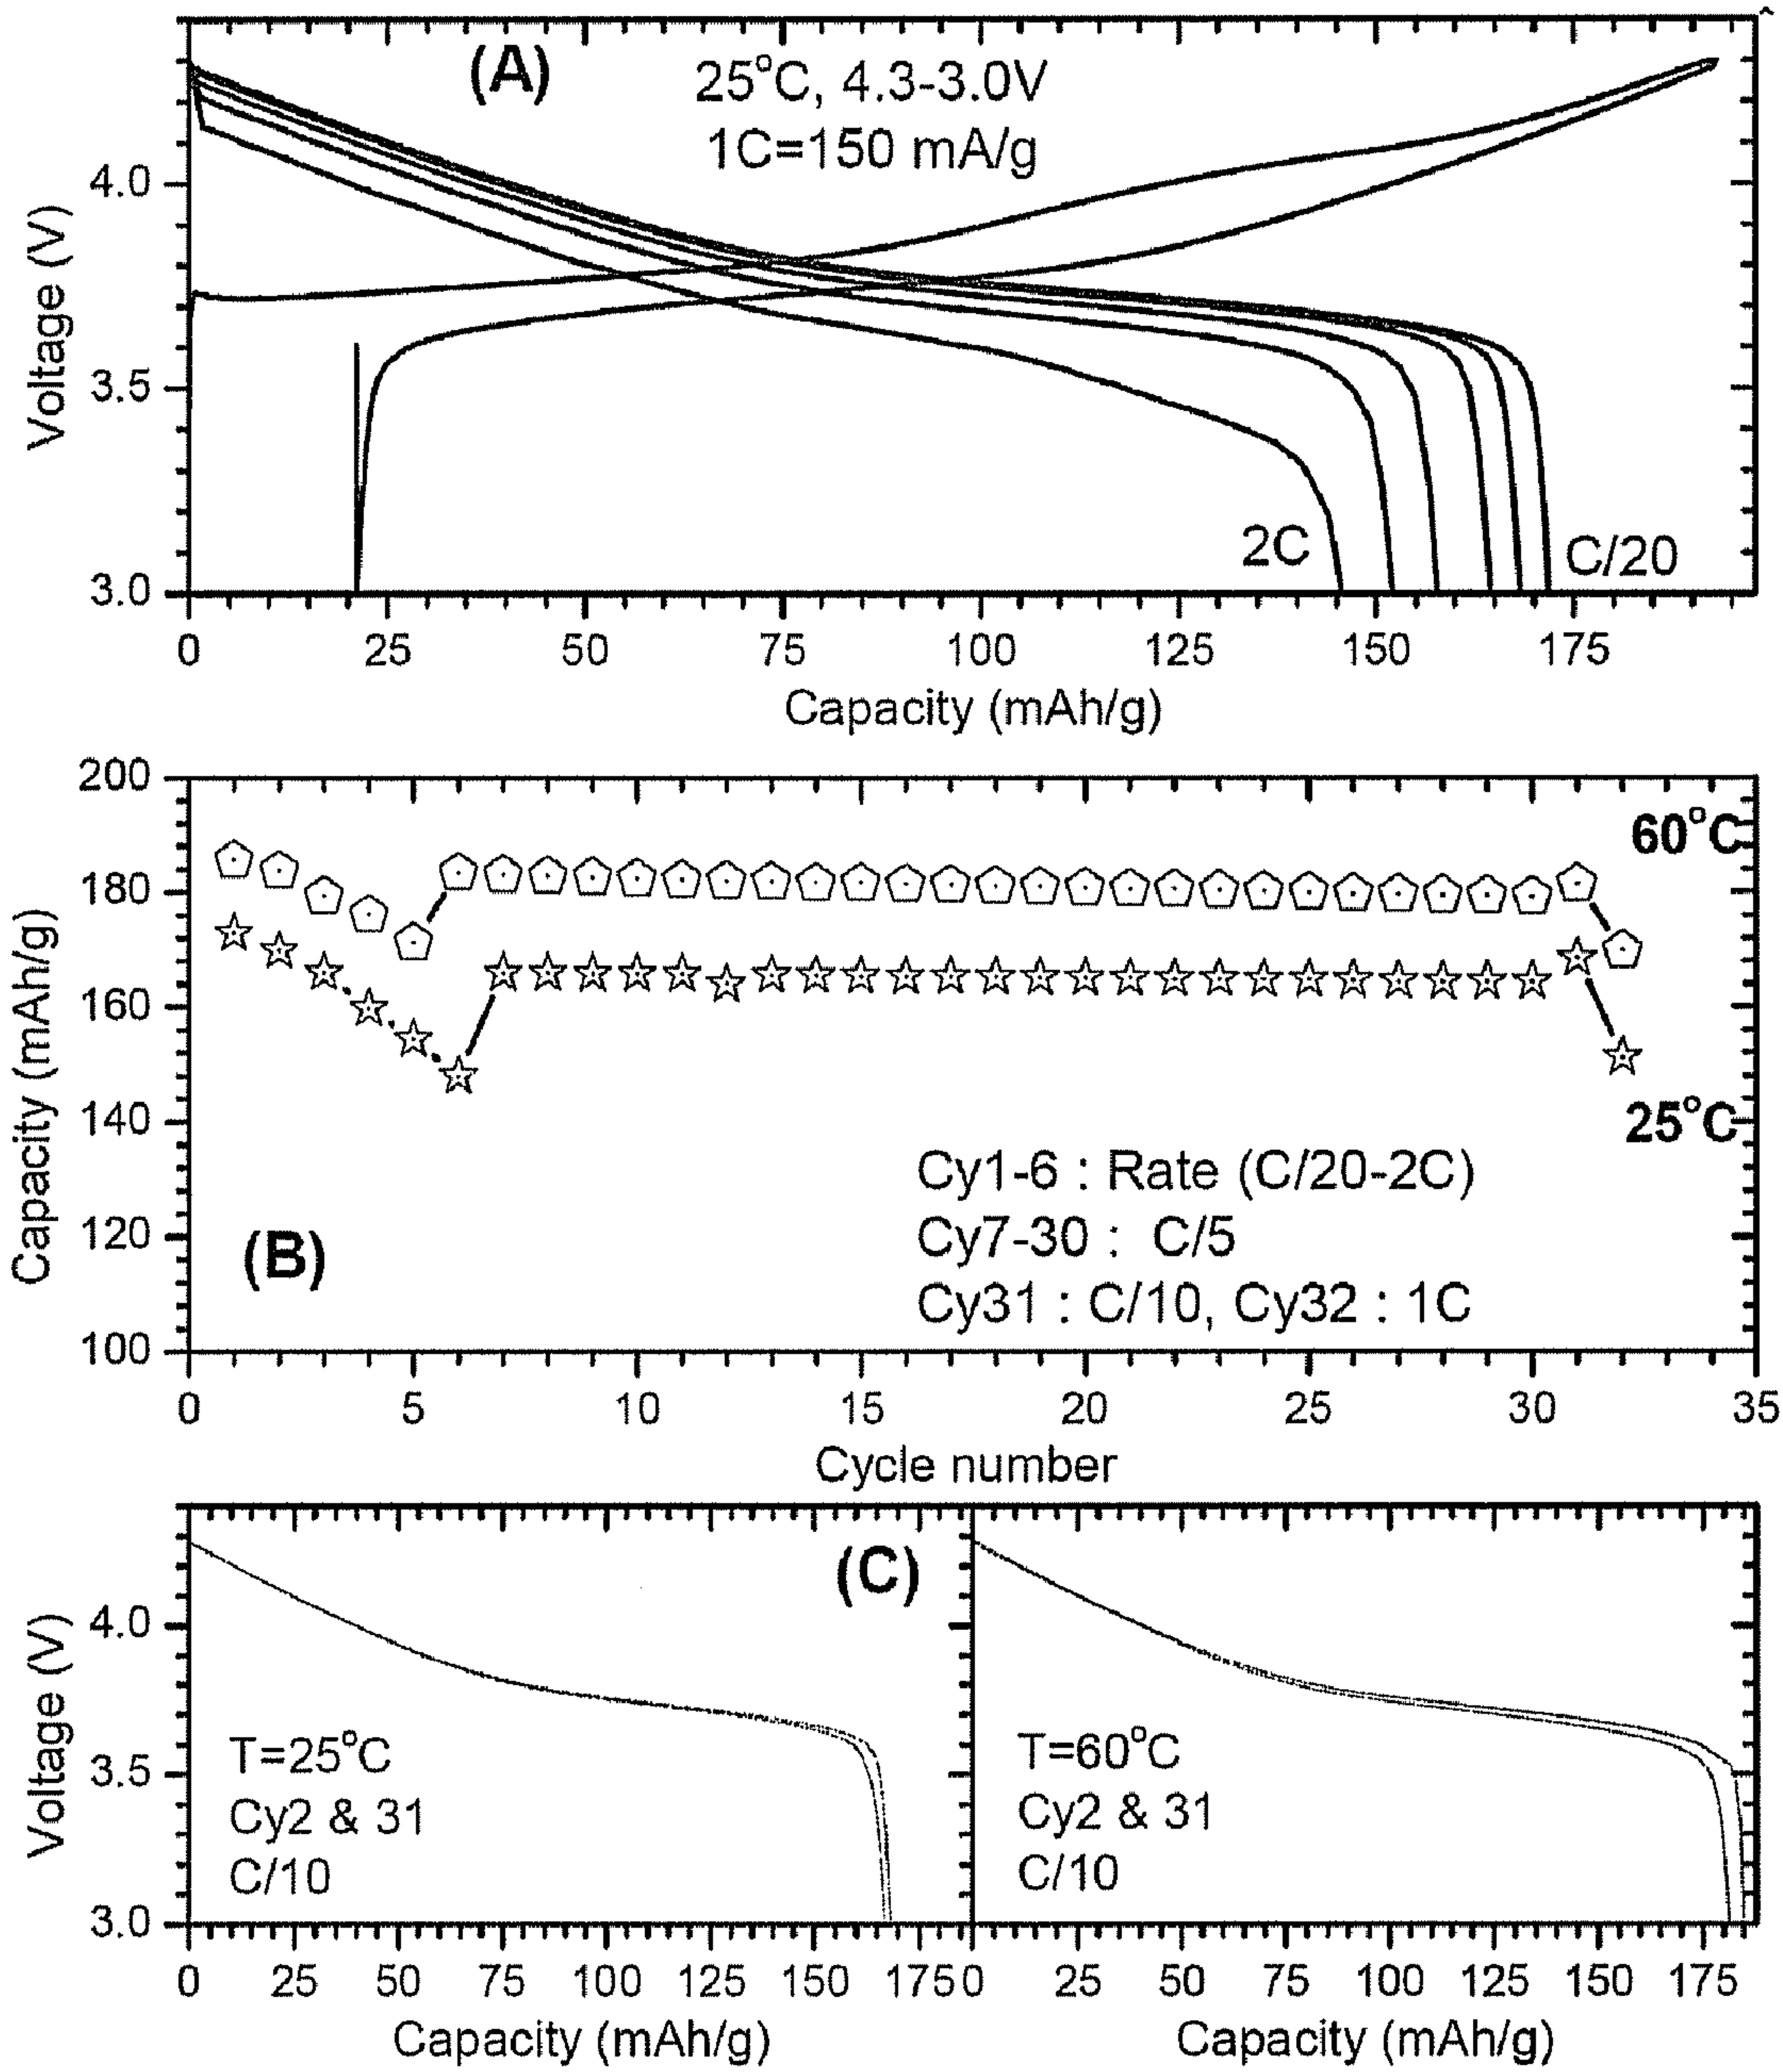 (A)
25°C, 4.3-3.0V
1C=150 mA/g
Voltage (V)
4.0
3.5
3.0
2C
C/20
0 25 50 75 100 125 150 175
Capacity (mAh/g)
200
180
160
140
120
100
Capacity (mAh/g)
60°C
25°C
Cy1-6 : Rate (C/20-2C)
Cy7-30 : C/5
Cy31 : C/10, Cy32 : 1C
(B)
0 5 10 15 20 25 30 35
Cycle number
(C)
Voltage (V)
4.0
3.5
3.0
T=25°C
Cy2 & 31
C/10
T=60°C
Cy2 & 31
C/10
0 25 50 75 100 125 150 175 0 25 50 75 100 125 150 175
Capacity (mAh/g) Capacity (mAh/g)